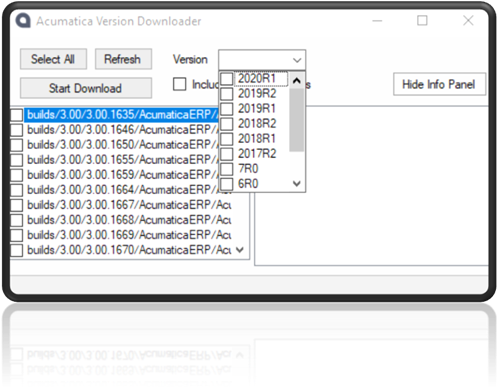 Acumatica Version Downloader
Select All
Refresh
Version
Start Download
Hide Info Panel
2020R1
2019R2
2019R1
2018R2
2018R1
2017R2
7R0
6R0
builds/3.00/3.00.1635/AcumaticaERP/
builds/3.00/3.00.1646/AcumaticaERP/
builds/3.00/3.00.1650/AcumaticaERP/
builds/3.00/3.00.1655/AcumaticaERP/
builds/3.00/3.00.1659/AcumaticaERP/
builds/3.00/3.00.1664/AcumaticaERP/
builds/3.00/3.00.1667/AcumaticaERP/Acu
builds/3.00/3.00.1668/AcumaticaERP/Acu
builds/3.00/3.00.1669/AcumaticaERP/Acu
builds/3.00/3.00.1670/AcumaticaERP/Acu